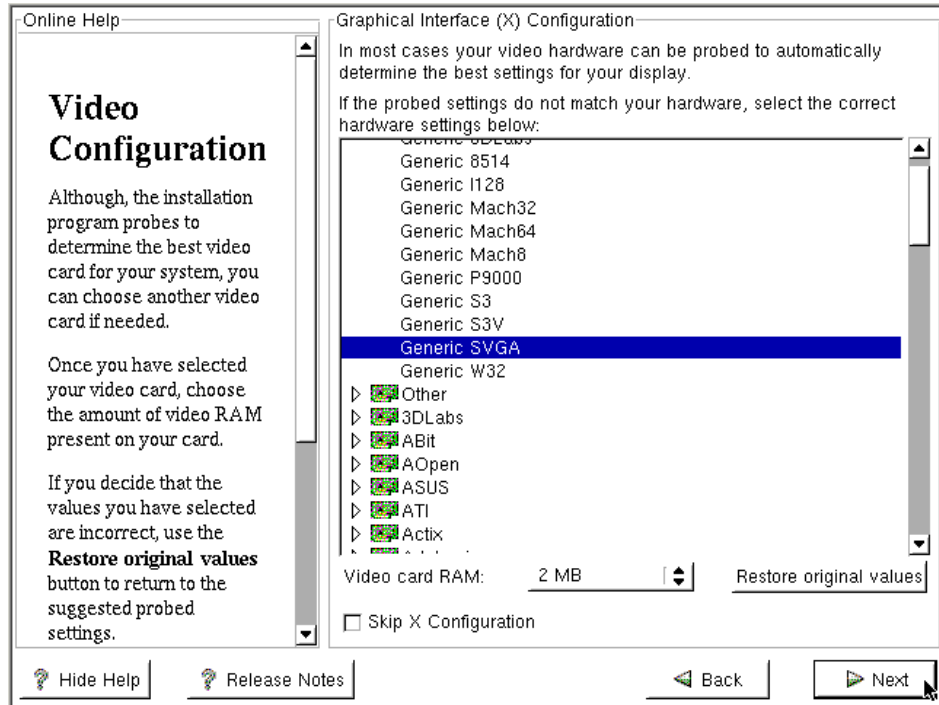 Online Help
Video
Configuration
Although, the installation
program probes to
determine the best video
card for your system, you
can choose another video
card if needed.
Once you have selected
your video card, choose
the amount of video RAM
present on your card.
If you decide that the
values you have selected
are incorrect, use the
Restore original values
button to return to the
suggested probed
settings.
Graphical Interface (X) Configuration
In most cases your video hardware can be probed to automatically
determine the best settings for your display.
If the probed settings do not match your hardware, select the correct
hardware settings below:
Generic 3DLabs
Generic 8514
Generic I128
Generic Mach32
Generic Mach64
Generic Mach8
Generic P9000
Generic S3
Generic S3V
Generic SVGA
Generic W32
Other
3DLabs
ABit
AOpen
ASUS
ATI
Actix
Video card RAM: 2 MB Restore original values
Skip X Configuration
Hide Help Release Notes Back Next